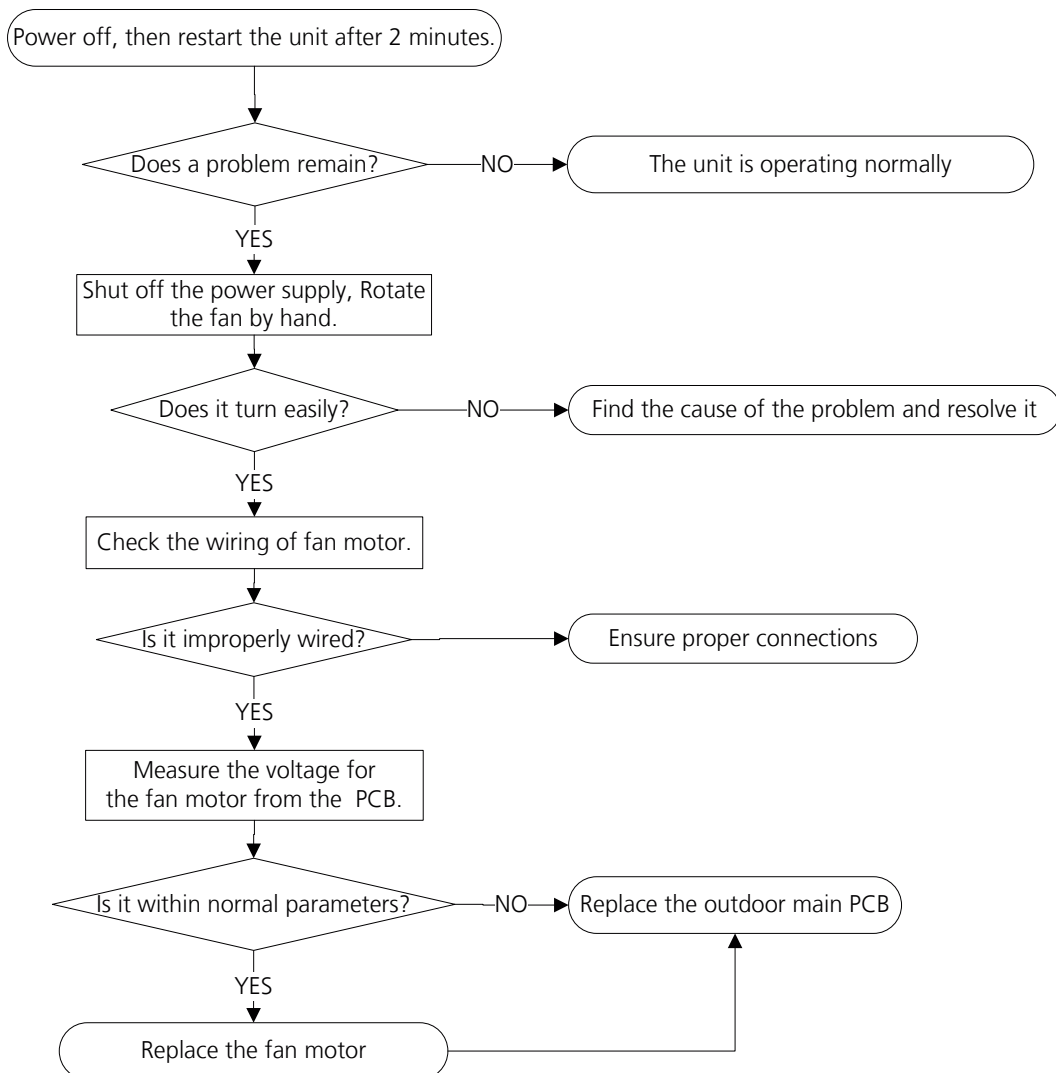 Power off, then restart the unit after 2 minutes.
Does a problem remain?
NO
The unit is operating normally
YES
Shut off the power supply, Rotate
the fan by hand.
Does it turn easily?
NO
Find the cause of the problem and resolve it
YES
Check the wiring of fan motor.
Is it improperly wired?
Ensure proper connections
YES
Measure the voltage for
the fan motor from the PCB.
Is it within normal parameters?
NO
Replace the outdoor main PCB
YES
Replace the fan motor